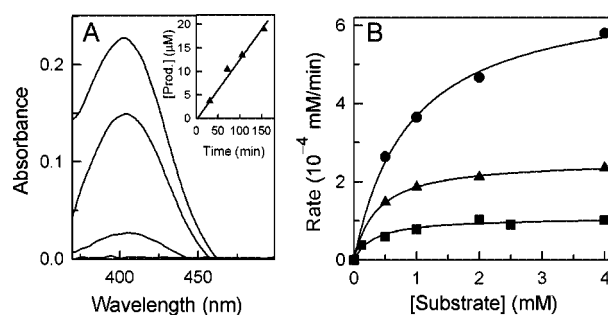 A
0.2
0.1
0.0
Absorbance
400
450
Wavelength (nm)
20
15
10
5
0
[Prod.] (µM)
0
50
100
150
Time (min)
B
6
4
2
0
Rate (10⁻⁴ mM/min)
0
1
2
3
4
[Substrate] (mM)